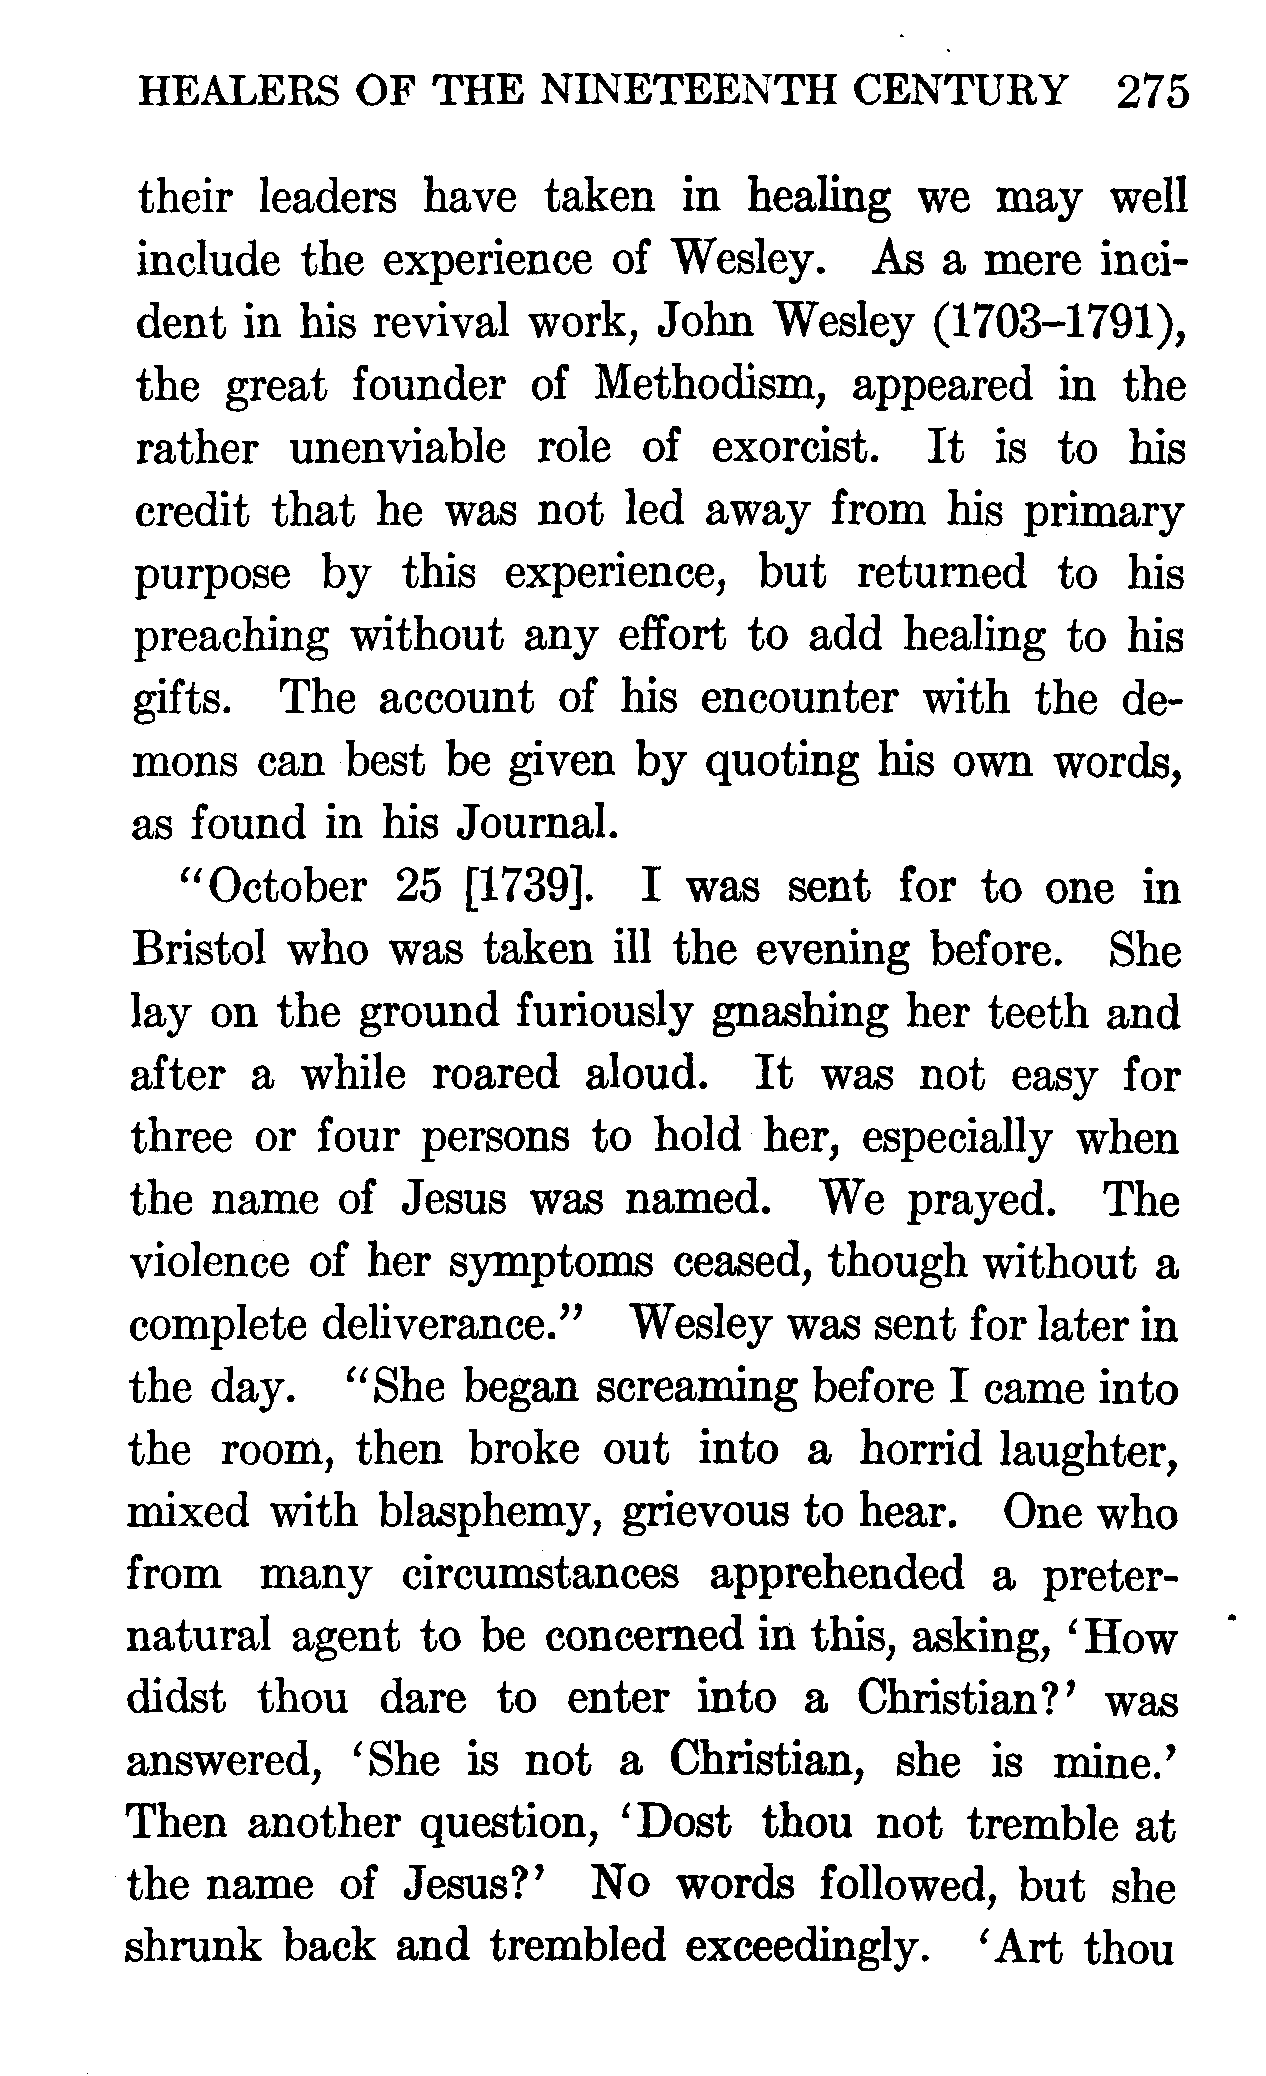 HEALERS OF THE NINETEENTH CENTURY 275
their leaders have taken in healing we may well
include the experience of Wesley. As a mere inci-
dent in his revival work, John Wesley (1703–1791),
the great founder of Methodism, appeared in the
rather unenviable role of exorcist. It is to his
credit that he was not led away from his primary
purpose by this experience, but returned to his
preaching without any effort to add healing to his
gifts. The account of his encounter with the de-
mons can best be given by quoting his own words,
as found in his Journal.
“October 25 [1739]. I was sent for to one in
Bristol who was taken ill the evening before. She
lay on the ground furiously gnashing her teeth and
after a while roared aloud. It was not easy for
three or four persons to hold her, especially when
the name of Jesus was named. We prayed. The
violence of her symptoms ceased, though without a
complete deliverance.” Wesley was sent for later in
the day. “She began screaming before I came into
the room, then broke out into a horrid laughter,
mixed with blasphemy, grievous to hear. One who
from many circumstances apprehended a preter-
natural agent to be concerned in this, asking, ‘How
didst thou dare to enter into a Christian?’ was
answered, ‘She is not a Christian, she is mine.’
Then another question, ‘Dost thou not tremble at
the name of Jesus?’ No words followed, but she
shrunk back and trembled exceedingly. ‘Art thou